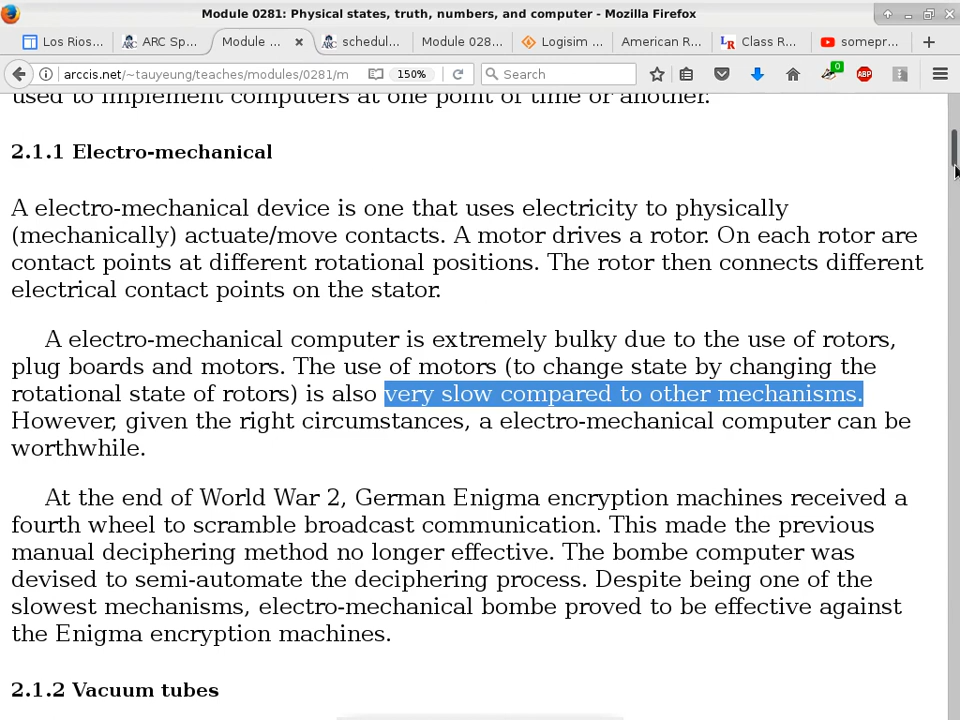 Module 0281: Physical states, truth, numbers, and computer - Mozilla Firefox
Los Rios... ARC Sp... Module ... schedul... Module 028... Logisim ... American R... Class R... somepr...
arccis.net/~tauyeung/teaches/modules/0281/m 150% Search 0 ABP
used to implement computers at one point of time or another.
2.1.1 Electro-mechanical
A electro-mechanical device is one that uses electricity to physically
(mechanically) actuate/move contacts. A motor drives a rotor. On each rotor are
contact points at different rotational positions. The rotor then connects different
electrical contact points on the stator.
A electro-mechanical computer is extremely bulky due to the use of rotors,
plug boards and motors. The use of motors (to change state by changing the
rotational state of rotors) is also very slow compared to other mechanisms.
However, given the right circumstances, a electro-mechanical computer can be
worthwhile.
At the end of World War 2, German Enigma encryption machines received a
fourth wheel to scramble broadcast communication. This made the previous
manual deciphering method no longer effective. The bombe computer was
devised to semi-automate the deciphering process. Despite being one of the
slowest mechanisms, electro-mechanical bombe proved to be effective against
the Enigma encryption machines.
2.1.2 Vacuum tubes